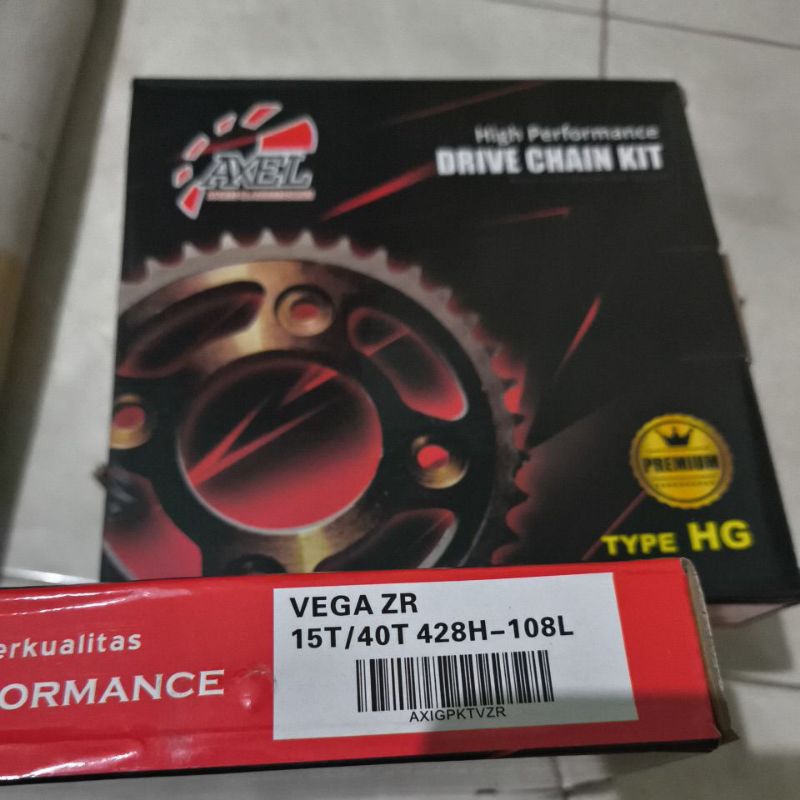 AXEL
High Performance
DRIVE CHAIN KIT
PREMIUM
TYPE HG
erkualitas
ORMANCE
VEGA ZR
15T/40T 428H-108L
AXIGPKTVZR